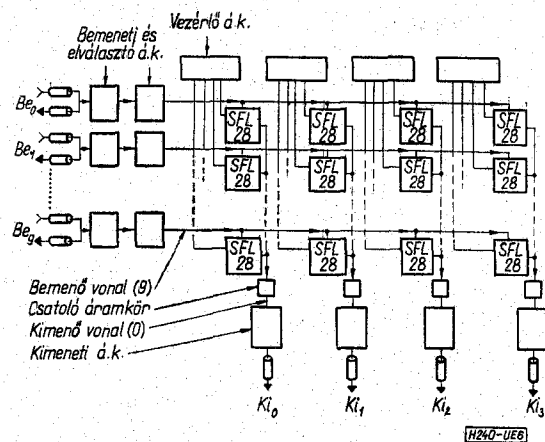 Vezérlő á.k.
Bemeneti és
elválasztó á.k.
Be₀
SFL 28 SFL 28 SFL 28 SFL 28
Be₁
SFL 28 SFL 28 SFL 28 SFL 28
Be₉
SFL 28 SFL 28 SFL 28 SFL 28
Bemenő vonal (9)
Csatoló áramkör
Kimenő vonal (0)
Kimeneti á.k.
Ki₀ Ki₁ Ki₂ Ki₃
H240-UE6